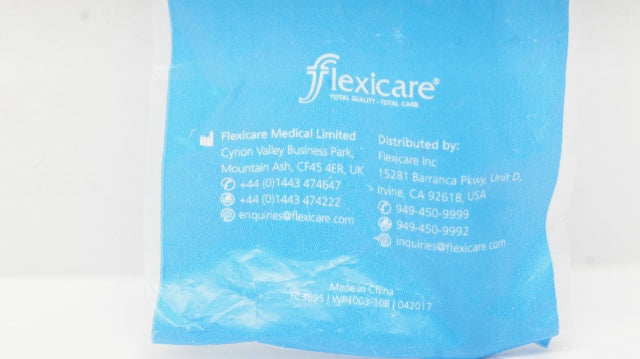 flexicare®
TOTAL QUALITY - TOTAL CARE
Flexicare Medical Limited
Cynon Valley Business Park,
Mountain Ash, CF45 4ER, UK
+44 (0)1443 474647
+44 (0)1443 474222
enquiries@flexicare.com
Distributed by:
Flexicare Inc
15281 Barranca Pkwy, Unit D,
Irvine, CA 92618, USA
949-450-9999
949-450-9992
inquiries@flexicare.com
Made in China
| 042017